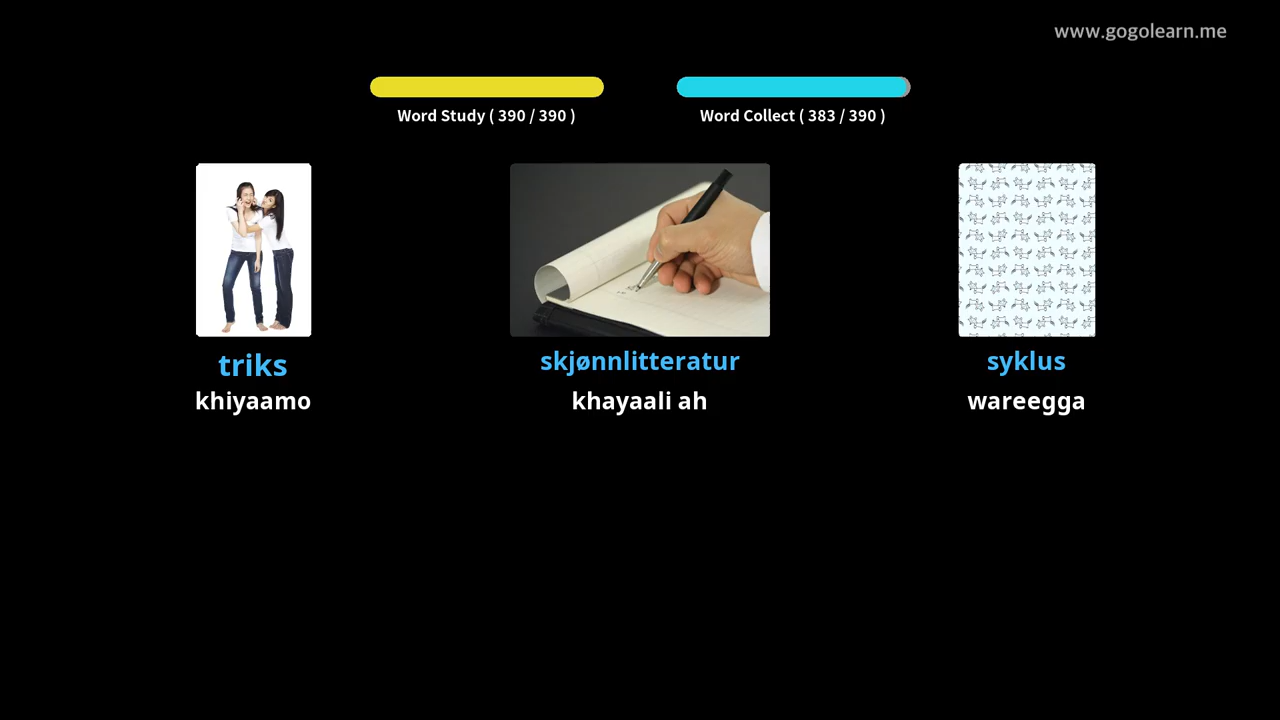 www.gogolearn.me
Word Study ( 390 / 390 )
Word Collect ( 383 / 390 )
triks
skjønnlitteratur
syklus
khiyaamo
khayaali ah
wareegga